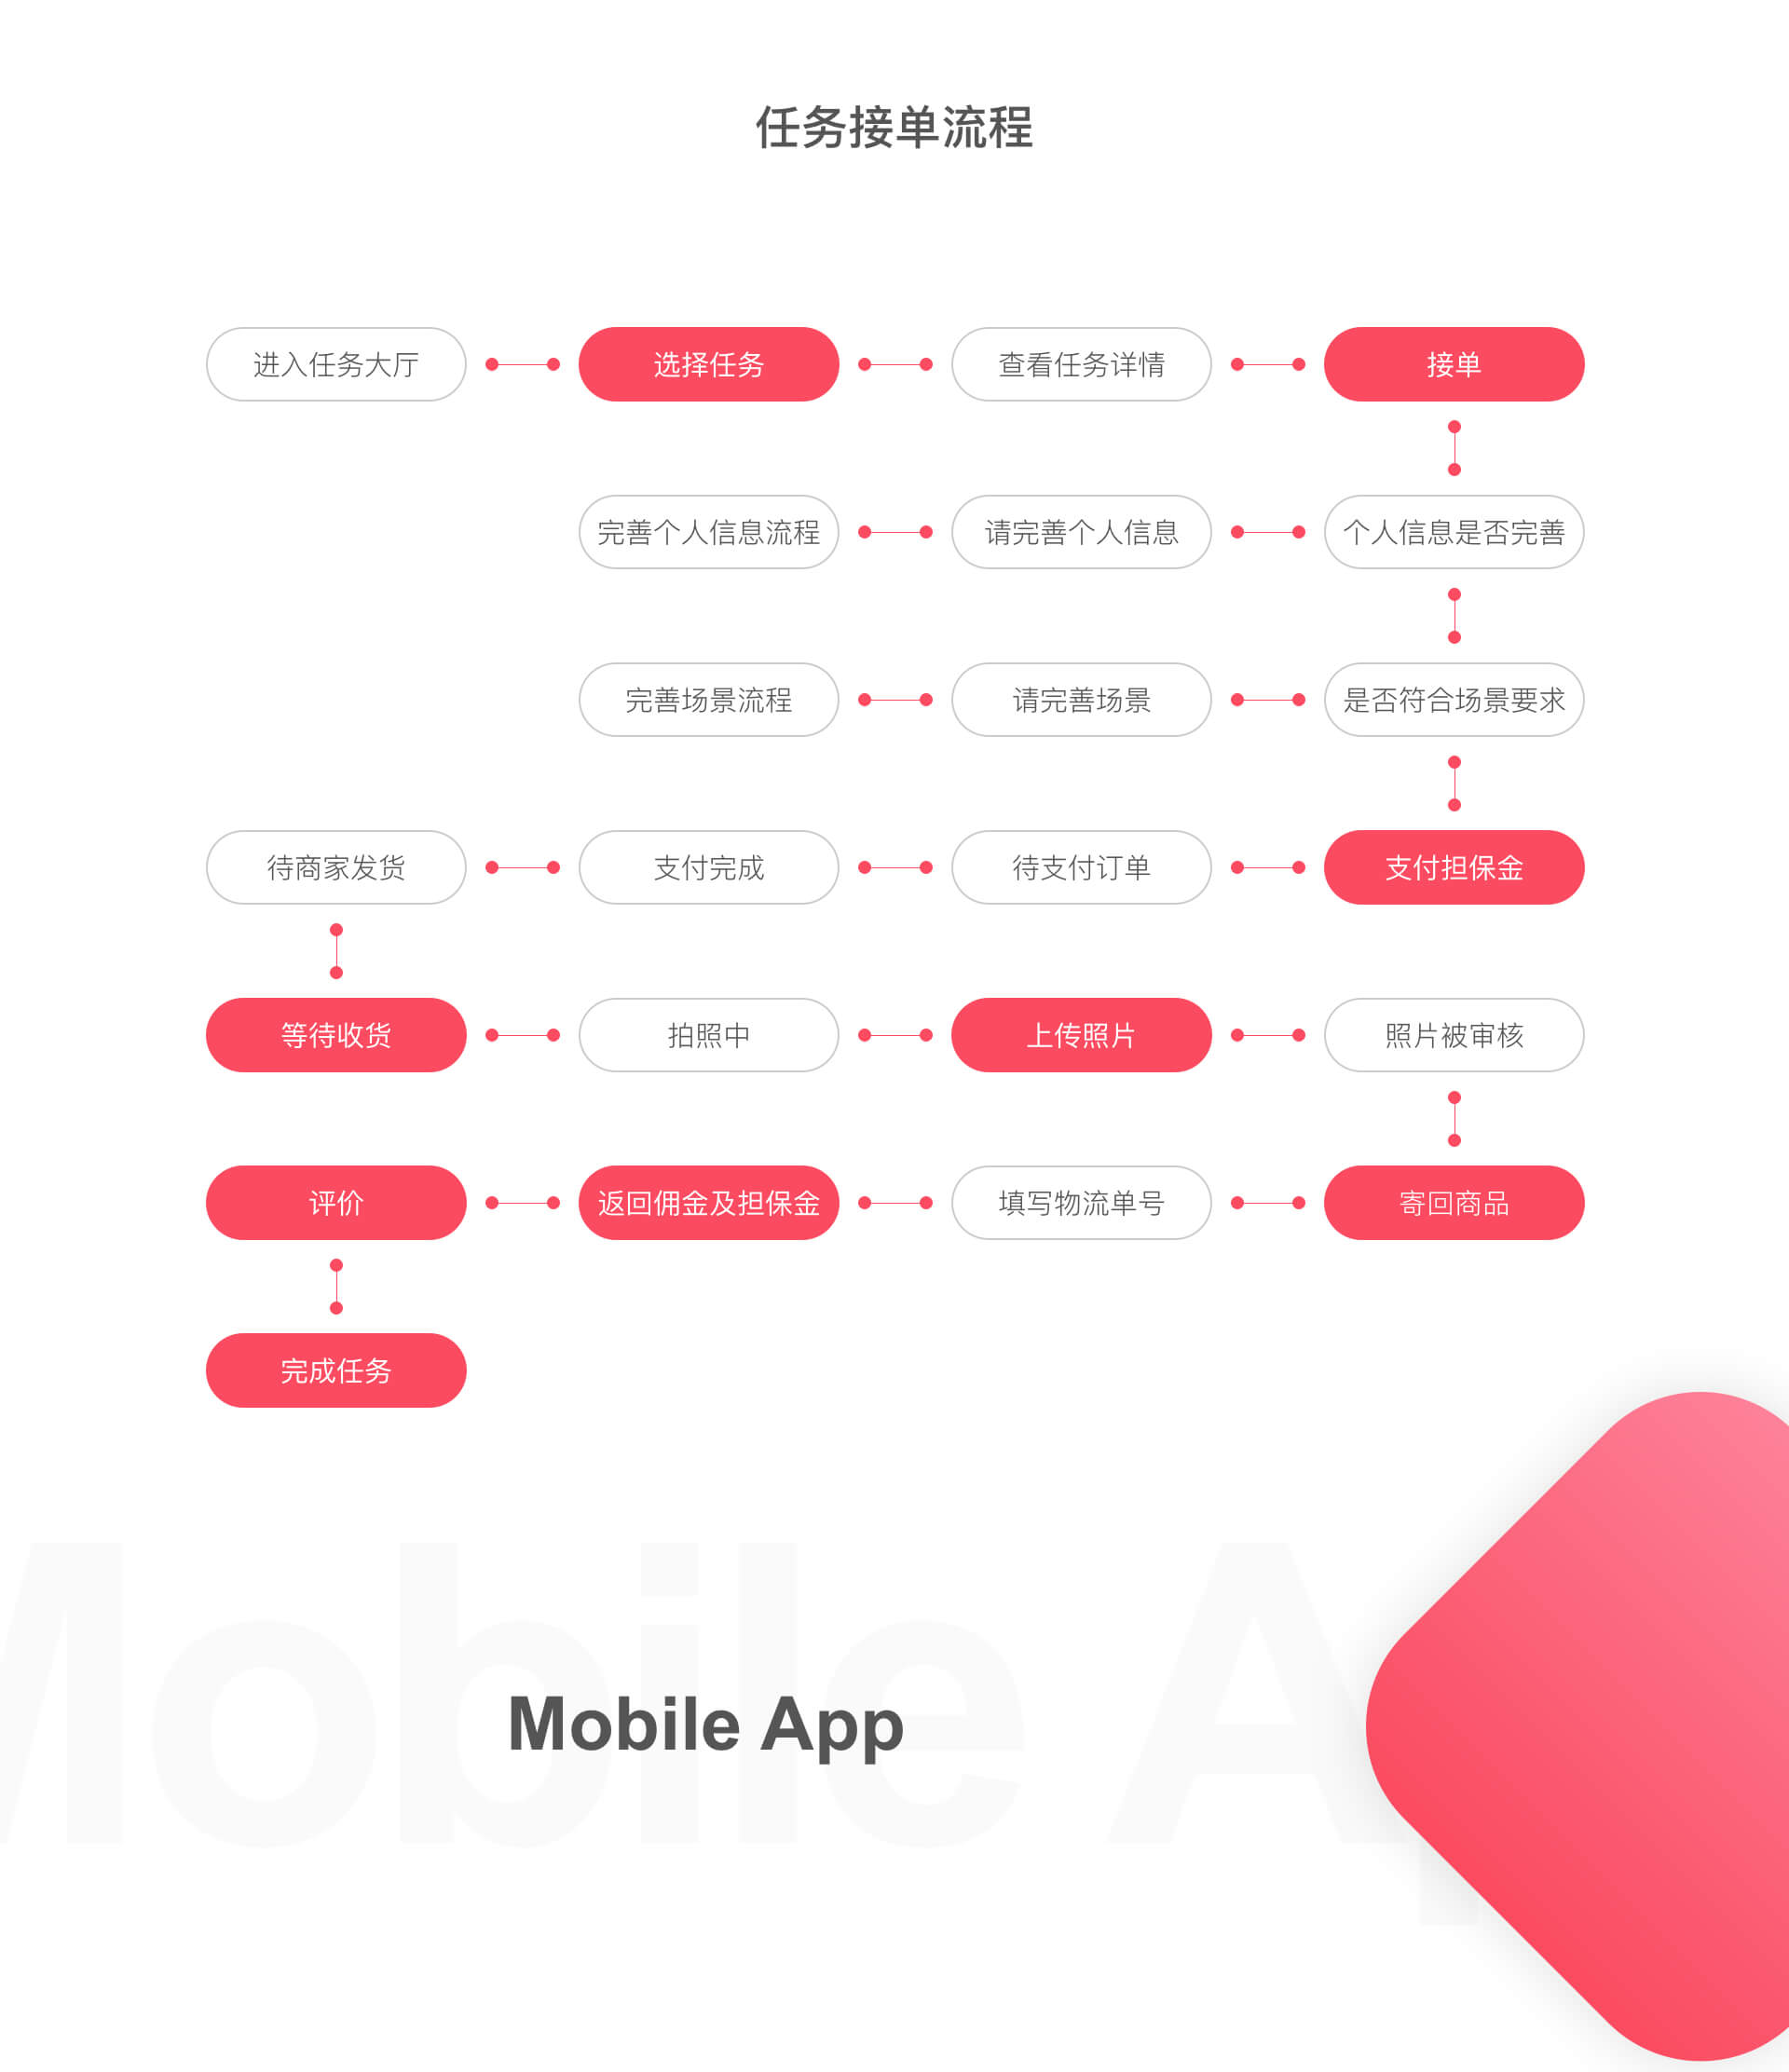 任务接单流程
进入任务大厅
选择任务
查看任务详情
接单
完善个人信息流程
请完善个人信息
个人信息是否完善
完善场景流程
请完善场景
是否符合场景要求
待商家发货
支付完成
待支付订单
支付担保金
等待收货
拍照中
上传照片
照片被审核
评价
返回佣金及担保金
填写物流单号
寄回商品
完成任务
Mobile Ap
Mobile App